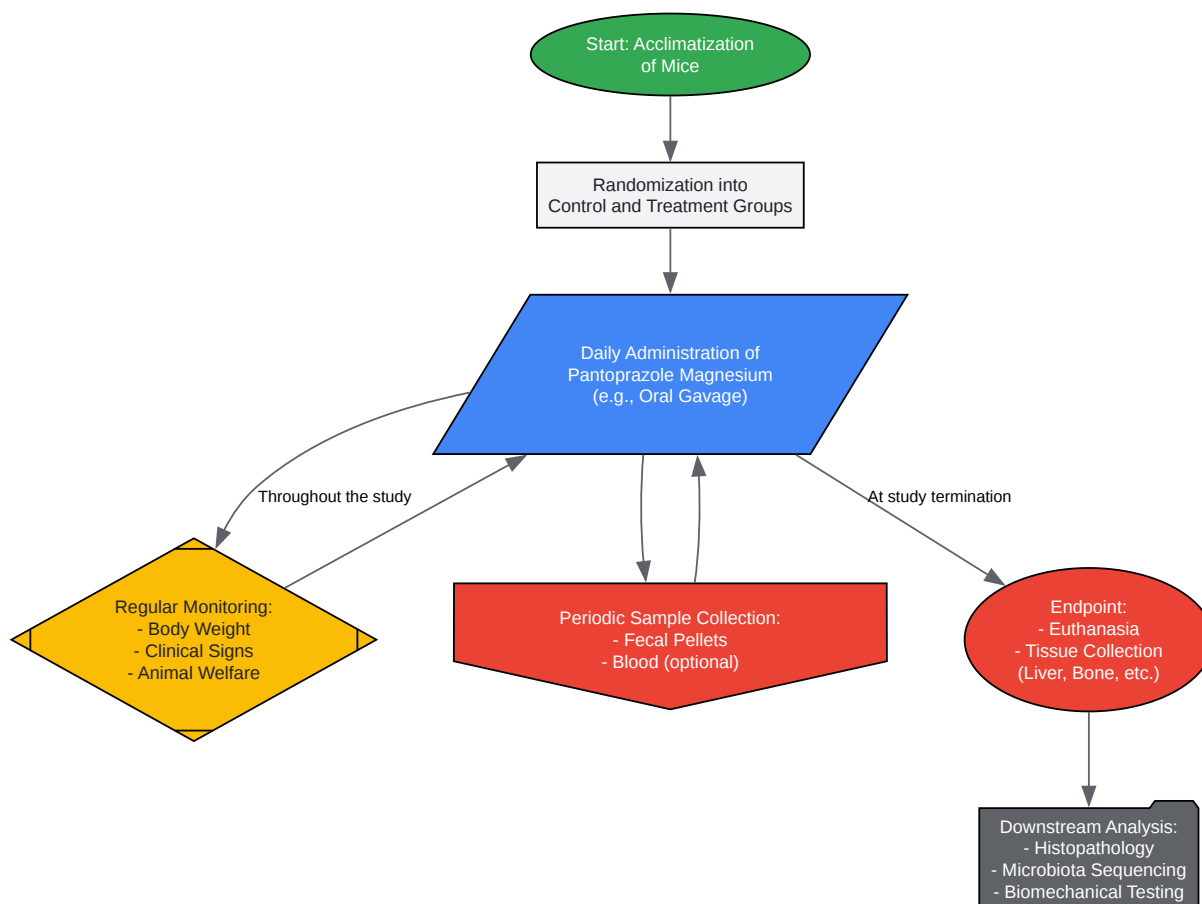 Start: Acclimatization
of Mice
Randomization into
Control and Treatment Groups
Daily Administration of
Pantoprazole Magnesium
(e.g., Oral Gavage)
Throughout the study
At study termination
Regular Monitoring:
- Body Weight
- Clinical Signs
- Animal Welfare
Periodic Sample Collection:
- Fecal Pellets
- Blood (optional)
Endpoint:
- Euthanasia
- Tissue Collection
(Liver, Bone, etc.)
Downstream Analysis:
- Histopathology
- Microbiota Sequencing
- Biomechanical Testing